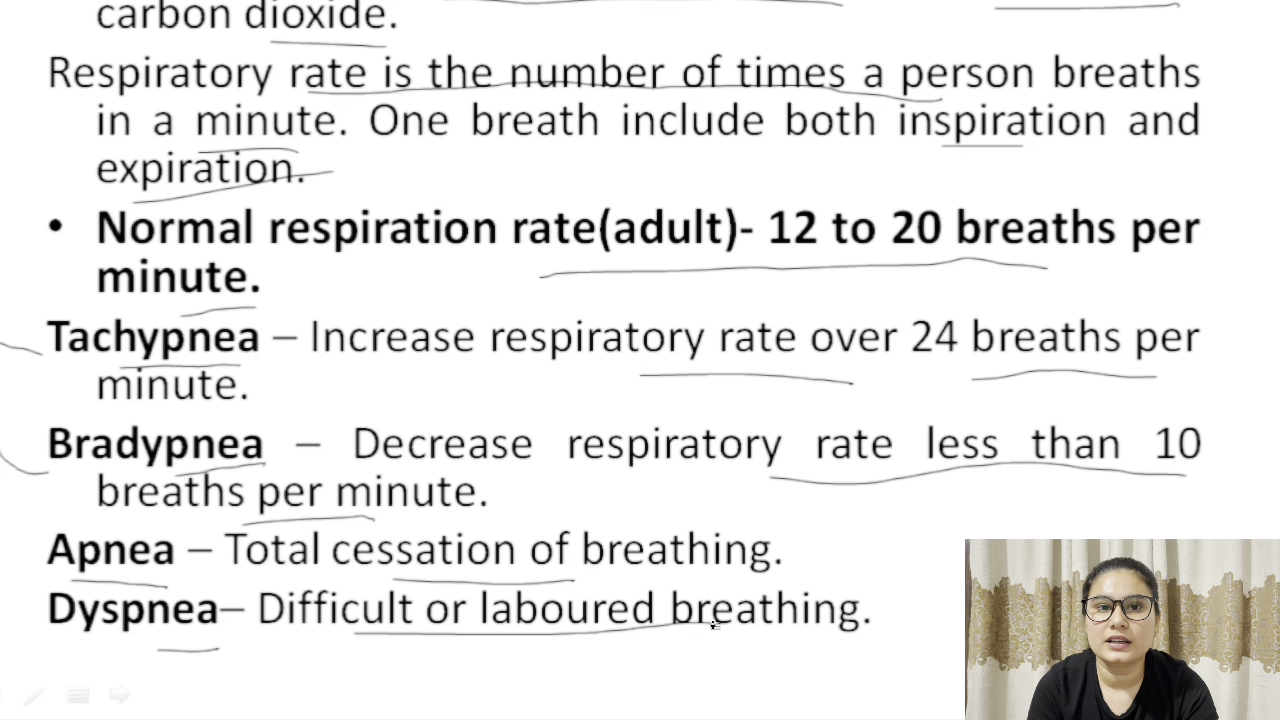 carbon dioxide.
Respiratory rate is the number of times a person breaths
in a minute. One breath include both inspiration and
expiration.
• Normal respiration rate(adult)- 12 to 20 breaths per
minute.
Tachypnea – Increase respiratory rate over 24 breaths per
minute.
Bradypnea – Decrease respiratory rate less than 10
breaths per minute.
Apnea – Total cessation of breathing.
Dyspnea– Difficult or laboured breathing.